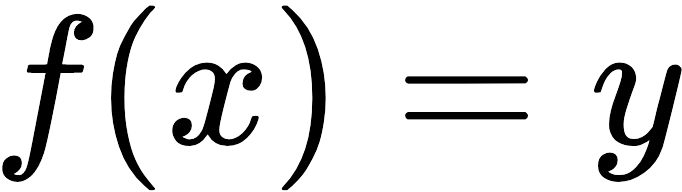 f(x) = y